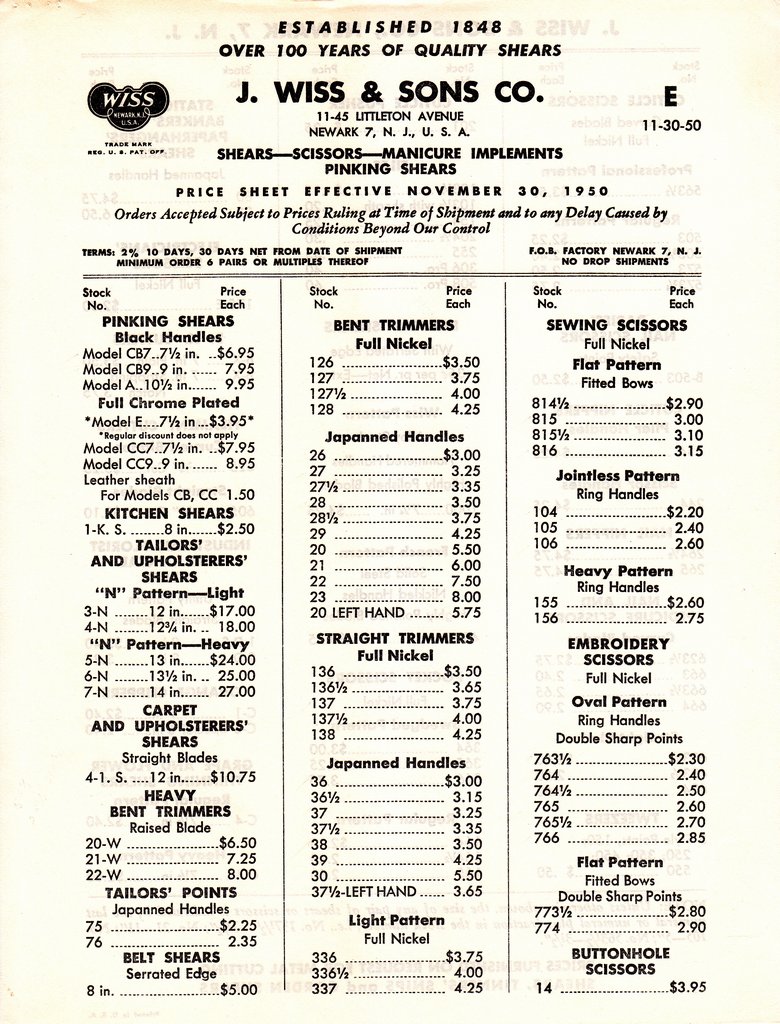 ESTABLISHED 1848
OVER 100 YEARS OF QUALITY SHEARS
WISS
NEWARK.N.J.
U.S.A.
TRADE MARK
REG. U. S. PAT. OFF.
J. WISS & SONS CO.
11-45 LITTLETON AVENUE
NEWARK 7, N. J., U. S. A.
E
11-30-50
SHEARS—SCISSORS—MANICURE IMPLEMENTS
PINKING SHEARS
PRICE SHEET EFFECTIVE NOVEMBER 30, 1950
Orders Accepted Subject to Prices Ruling at Time of Shipment and to any Delay Caused by
Conditions Beyond Our Control
TERMS: 2% 10 DAYS, 30 DAYS NET FROM DATE OF SHIPMENT
MINIMUM ORDER 6 PAIRS OR MULTIPLES THEREOF
F.O.B. FACTORY NEWARK 7, N. J.
NO DROP SHIPMENTS
Stock Price
No. Each
PINKING SHEARS
Black Handles
Model CB7..7½ in. ..$6.95
Model CB9..9 in. ...... 7.95
Model A..10½ in....... 9.95
Full Chrome Plated
*Model E....7½ in ...$3.95*
*Regular discount does not apply
Model CC7..7½ in. ..$7.95
Model CC9..9 in. ...... 8.95
Leather sheath
For Models CB, CC 1.50
KITCHEN SHEARS
1-K. S. ........8 in.....$2.50
TAILORS'
AND UPHOLSTERERS'
SHEARS
"N" Pattern—Light
3-N .......12 in.....$17.00
4-N .......12¾ in. .. 18.00
"N" Pattern—Heavy
5-N .......13 in.....$24.00
6-N .......13½ in. .. 25.00
7-N .......14 in..... 27.00
CARPET
AND UPHOLSTERERS'
SHEARS
Straight Blades
4-1. S. ....12 in.......$10.75
HEAVY
BENT TRIMMERS
Raised Blade
20-W ....................$6.50
21-W .................... 7.25
22-W .................... 8.00
TAILORS' POINTS
Japanned Handles
75 ........................$2.25
76 ........................ 2.35
BELT SHEARS
Serrated Edge
8 in. ......................$5.00
Stock Price
No. Each
BENT TRIMMERS
Full Nickel
126 ........................$3.50
127 ........................ 3.75
127½ ........................ 4.00
128 ........................ 4.25
Japanned Handles
26 ........................$3.00
27 ........................ 3.25
27½ ........................ 3.35
28 ........................ 3.50
28½ ........................ 3.75
29 ........................ 4.25
20 ........................ 5.50
21 ........................ 6.00
22 ........................ 7.50
23 ........................ 8.00
20 LEFT HAND ........ 5.75
STRAIGHT TRIMMERS
Full Nickel
136 ........................$3.50
136½ ........................ 3.65
137 ........................ 3.75
137½ ........................ 4.00
138 ........................ 4.25
Japanned Handles
36 ........................$3.00
36½ ........................ 3.15
37 ........................ 3.25
37½ ........................ 3.35
38 ........................ 3.50
39 ........................ 4.25
30 ........................ 5.50
37½-LEFT HAND ...... 3.65
Light Pattern
Full Nickel
336 ........................$3.75
336½ ........................ 4.00
337 ........................ 4.25
Stock Price
No. Each
SEWING SCISSORS
Full Nickel
Flat Pattern
Fitted Bows
814½ ........................$2.90
815 ........................ 3.00
815½ ........................ 3.10
816 ........................ 3.15
Jointless Pattern
Ring Handles
104 ........................$2.20
105 ........................ 2.40
106 ........................ 2.60
Heavy Pattern
Ring Handles
155 ........................$2.60
156 ........................ 2.75
EMBROIDERY
SCISSORS
Full Nickel
Oval Pattern
Ring Handles
Double Sharp Points
763½ ........................$2.30
764 ........................ 2.40
764½ ........................ 2.50
765 ........................ 2.60
765½ ........................ 2.70
766 ........................ 2.85
Flat Pattern
Fitted Bows
Double Sharp Points
773½ ........................$2.80
774 ........................ 2.90
BUTTONHOLE
SCISSORS
14 ........................$3.95